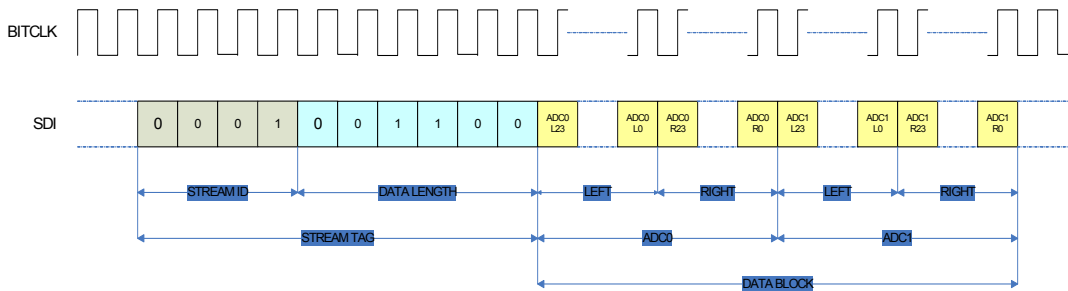 BITCLK
SDI
0 0 0 1 0 0 1 1 0 0
ADC0 L23 ADC0 L0 ADC0 R23 ADC0 R0 ADC1 L23 ADC1 L0 ADC1 R23 ADC1 R0
STREAM ID DATA LENGTH LEFT RIGHT LEFT RIGHT
STREAM TAG ADC0 ADC1
DATA BLOCK